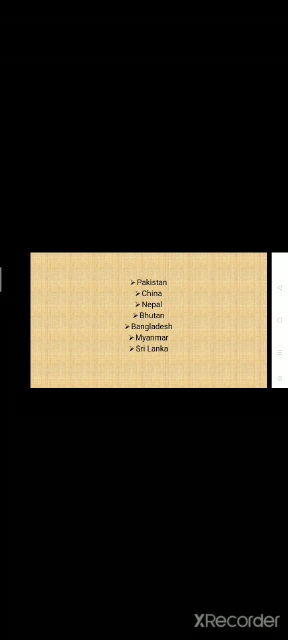 ➢Pakistan
➢China
➢Nepal
➢Bhutan
➢Bangladesh
➢Myanmar
➢Sri Lanka
XRecorder